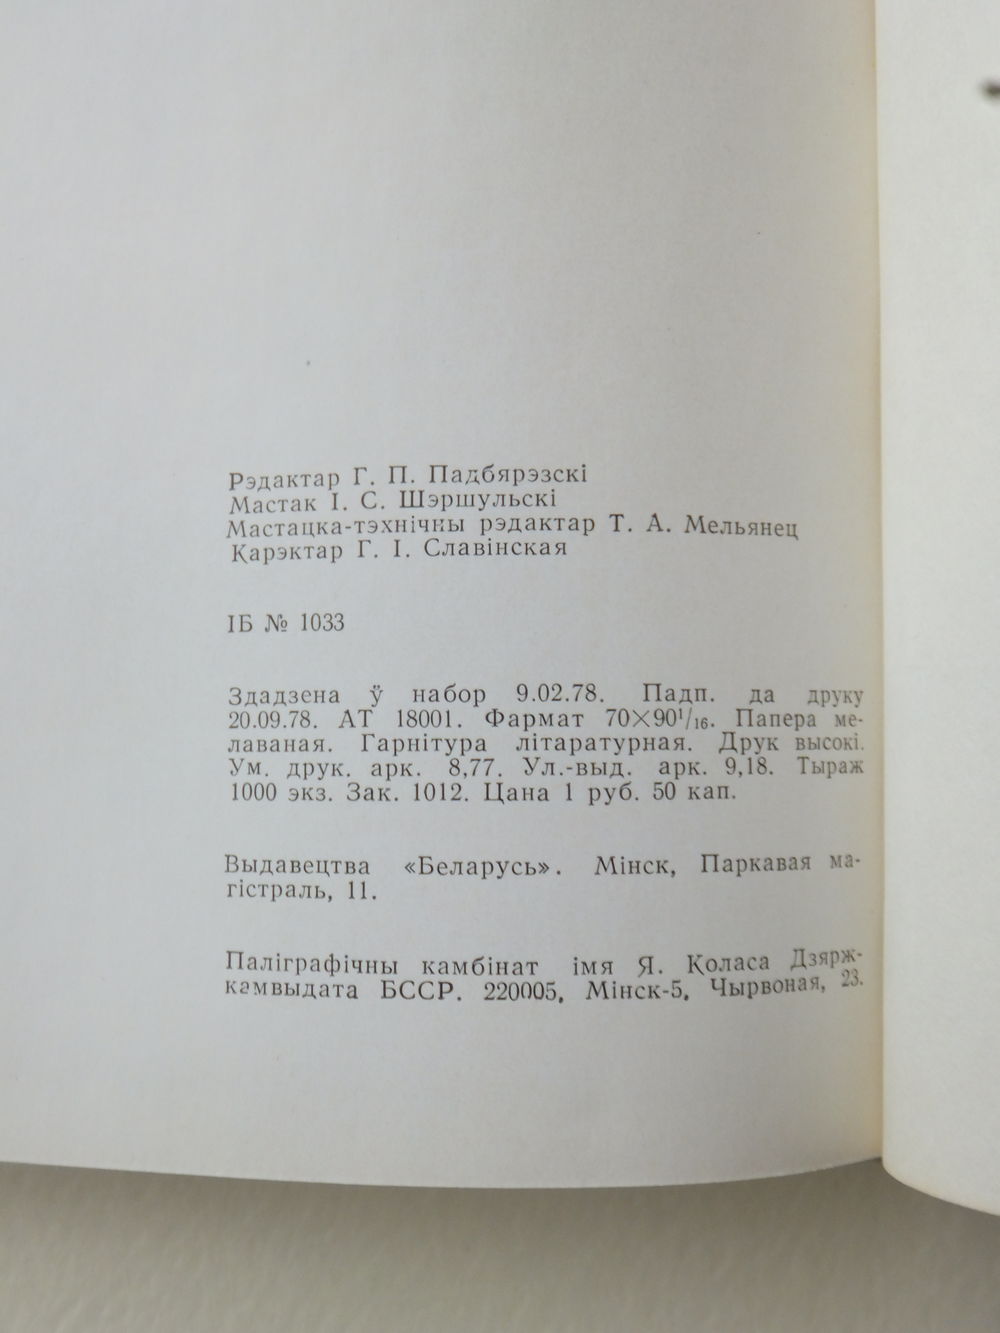 Рэдактар Г. П. Падбярэзскі
Мастак І. С. Шэршульскі
Мастацка-тэхнічны рэдактар Т. А. Мельянец
Карэктар Г. І. Славінская
ІБ № 1033
Здадзена ў набор 9.02.78. Падп. да друку
20.09.78. АТ 18001. Фармат 70×90¹/₁₆. Папера ме-
лаваная. Гарнітура літаратурная. Друк высокі.
Ум. друк. арк. 8,77. Ул.-выд. арк. 9,18. Тыраж
1000 экз. Зак. 1012. Цана 1 руб. 50 кап.
Выдавецтва «Беларусь». Мінск, Паркавая ма-
гістраль, 11.
Паліграфічны камбінат імя Я. Коласа Дзярж-
камвыдата БССР. 220005, Мінск-5, Чырвоная, 23.